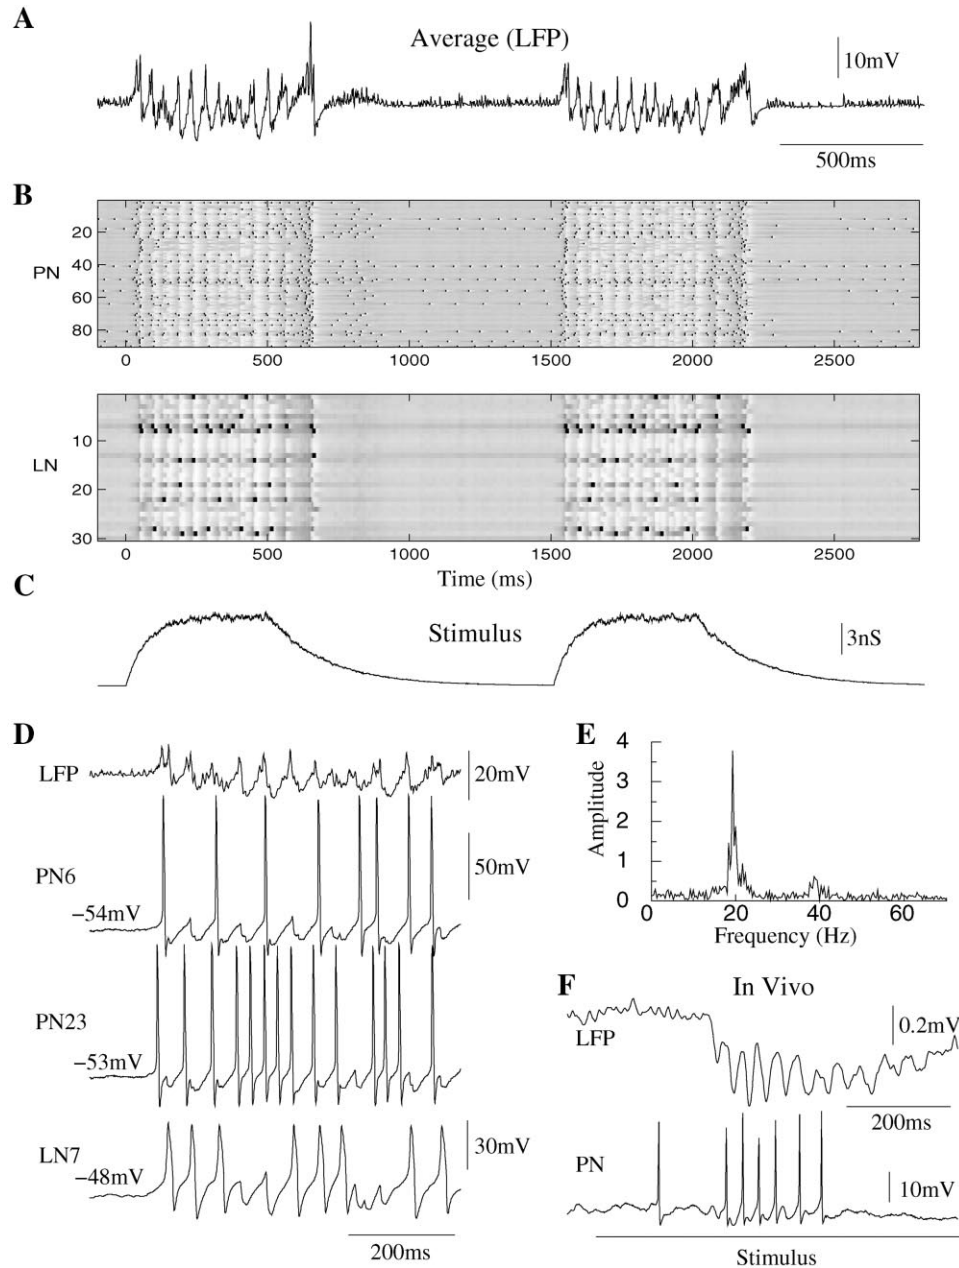 A
Average (LFP)
10mV
500ms
B
20
40
60
80
PN
0 500 1000 1500 2000 2500
10
20
30
LN
0 500 1000 1500 2000 2500
Time (ms)
C
Stimulus
3nS
D
LFP
20mV
PN6
50mV
−54mV
PN23
−53mV
LN7
30mV
−48mV
200ms
E
4
3
2
1
0
Amplitude
0 20 40 60
Frequency (Hz)
F
In Vivo
LFP
0.2mV
200ms
PN
10mV
Stimulus